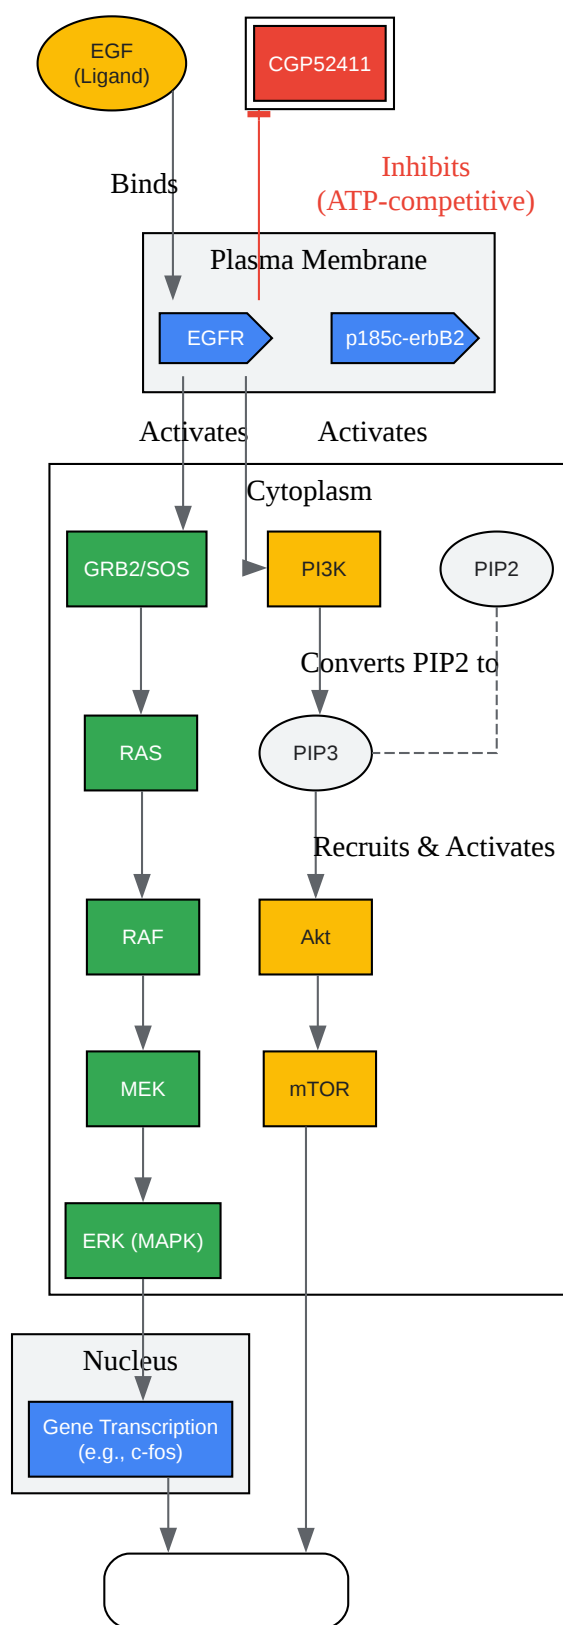 EGF
(Ligand)
CGP52411
Binds
Inhibits
(ATP-competitive)
Plasma Membrane
EGFR
p185c-erbB2
Activates
Activates
Cytoplasm
GRB2/SOS
PI3K
PIP2
Converts PIP2 to
RAS
PIP3
Recruits & Activates
RAF
Akt
MEK
mTOR
ERK (MAPK)
Nucleus
Gene Transcription
(e.g., c-fos)